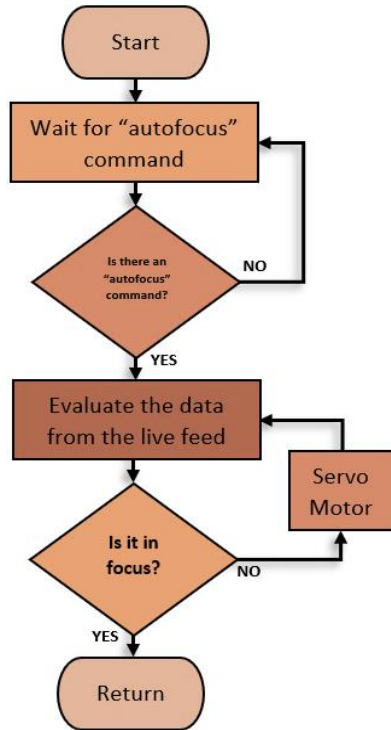 Start
Wait for “autofocus”
command
Is there an
“autofocus”
command?
NO
YES
Evaluate the data
from the live feed
Servo
Motor
Is it in
focus?
NO
YES
Return